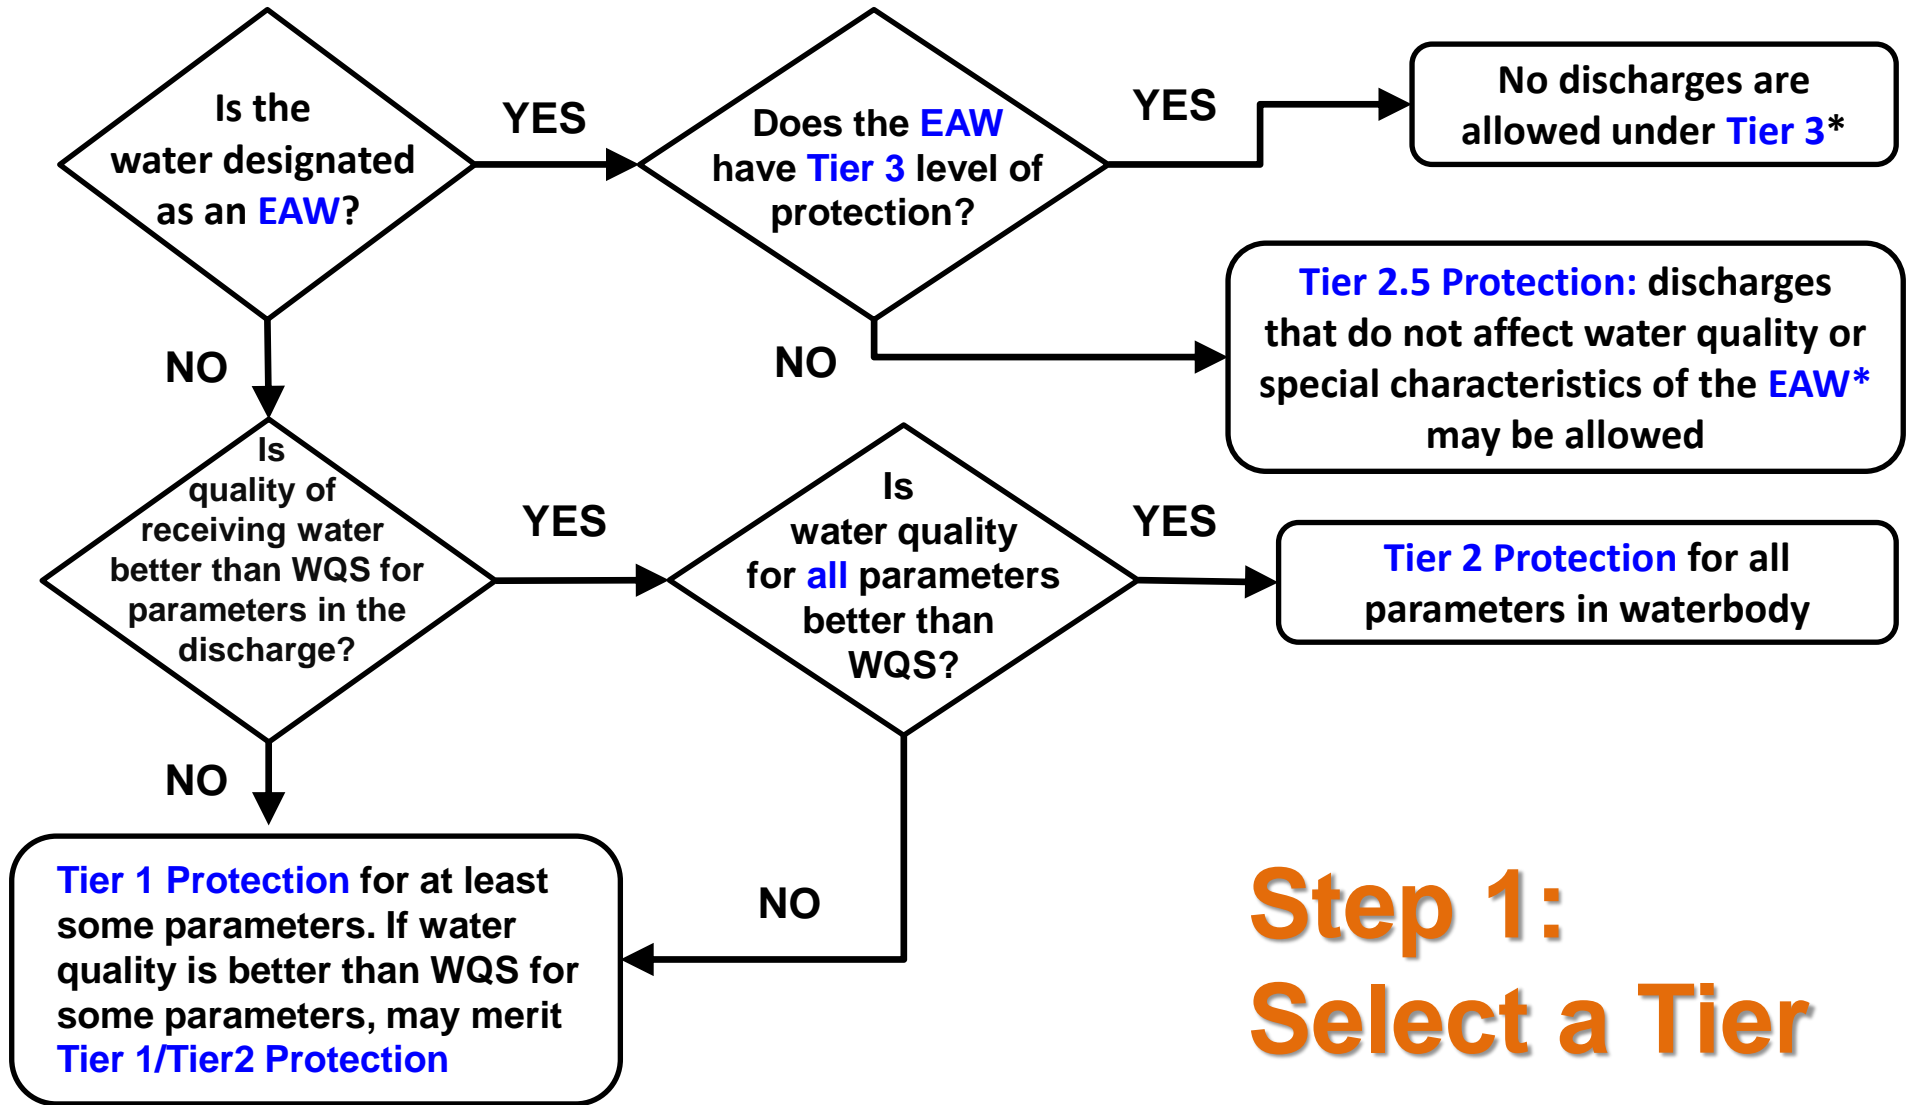 Is the
water designated
as an EAW?
YES
Does the EAW
have Tier 3 level of
protection?
YES
No discharges are
allowed under Tier 3*
NO
Tier 2.5 Protection: discharges
that do not affect water quality or
special characteristics of the EAW*
may be allowed
NO
Is
quality of
receiving water
better than WQS for
parameters in the
discharge?
YES
Is
water quality
for all parameters
better than
WQS?
YES
Tier 2 Protection for all
parameters in waterbody
NO
NO
Tier 1 Protection for at least
some parameters. If water
quality is better than WQS for
some parameters, may merit
Tier 1/Tier2 Protection
Step 1:
Select a Tier